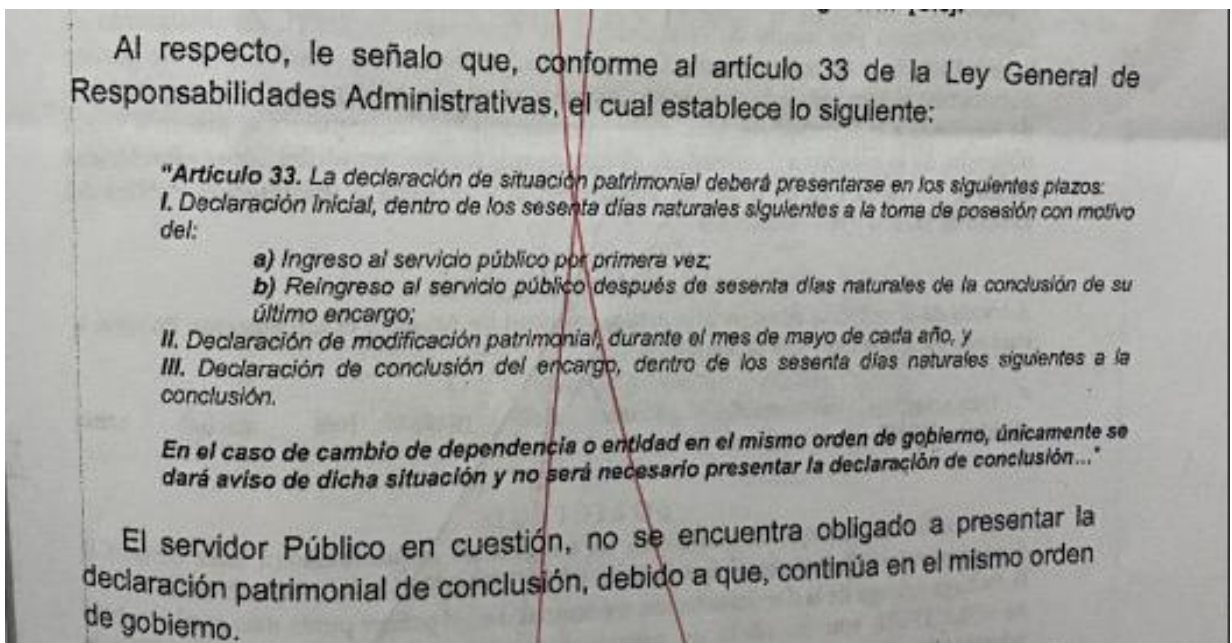 Al respecto, le señalo que, conforme al artículo 33 de la Ley General de
Responsabilidades Administrativas, el cual establece lo siguiente:
"Artículo 33. La declaración de situación patrimonial deberá presentarse en los siguientes plazos:
I. Declaración Inicial, dentro de los sesenta días naturales siguientes a la toma de posesión con motivo
del:
a) Ingreso al servicio público por primera vez;
b) Reingreso al servicio público después de sesenta días naturales de la conclusión de su
último encargo;
II. Declaración de modificación patrimonial, durante el mes de mayo de cada año, y
III. Declaración de conclusión del encargo, dentro de los sesenta días naturales siguientes a la
conclusión.
En el caso de cambio de dependencia o entidad en el mismo orden de gobierno, únicamente se
dará aviso de dicha situación y no será necesario presentar la declaración de conclusión..."
El servidor Público en cuestión, no se encuentra obligado a presentar la
declaración patrimonial de conclusión, debido a que, continúa en el mismo orden
de gobierno.